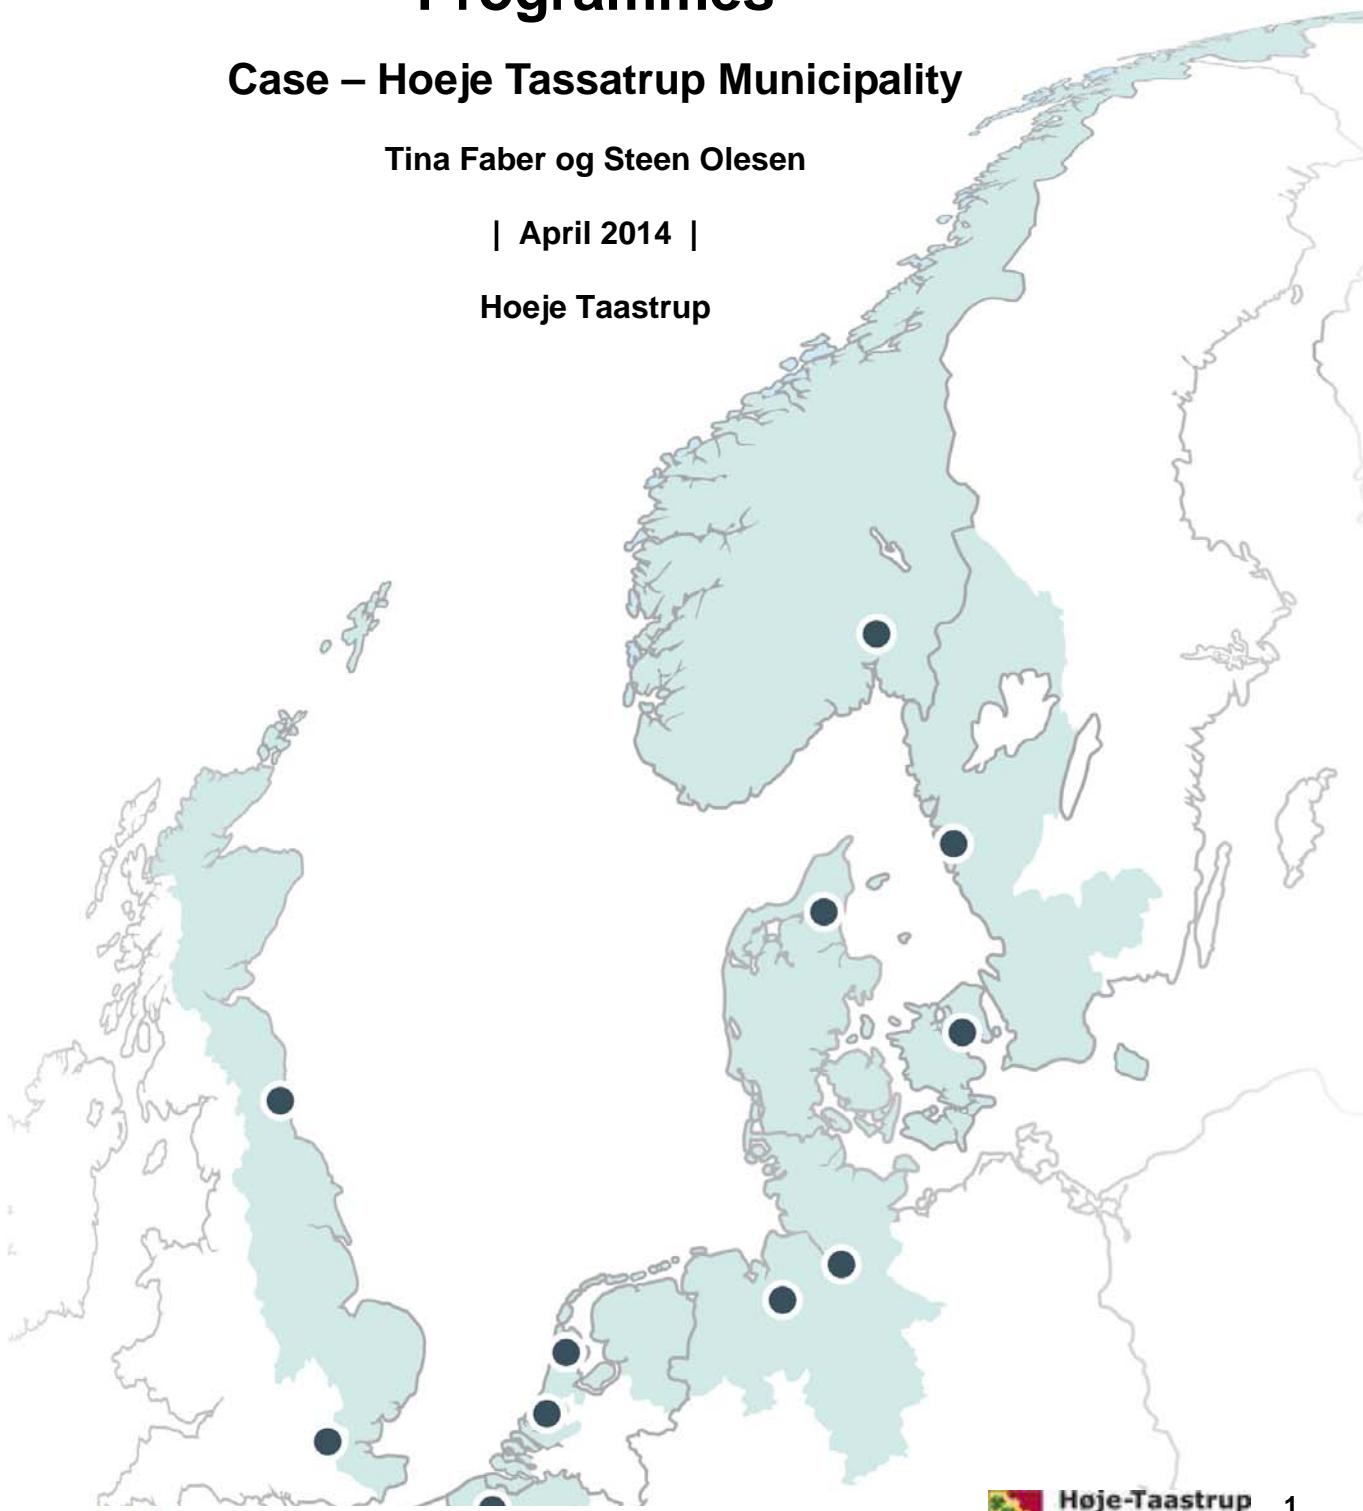 Programmes
Case – Hoeje Tassatrup Municipality
Tina Faber og Steen Olesen
| April 2014 |
Hoeje Taastrup
Høje-Taastrup 1